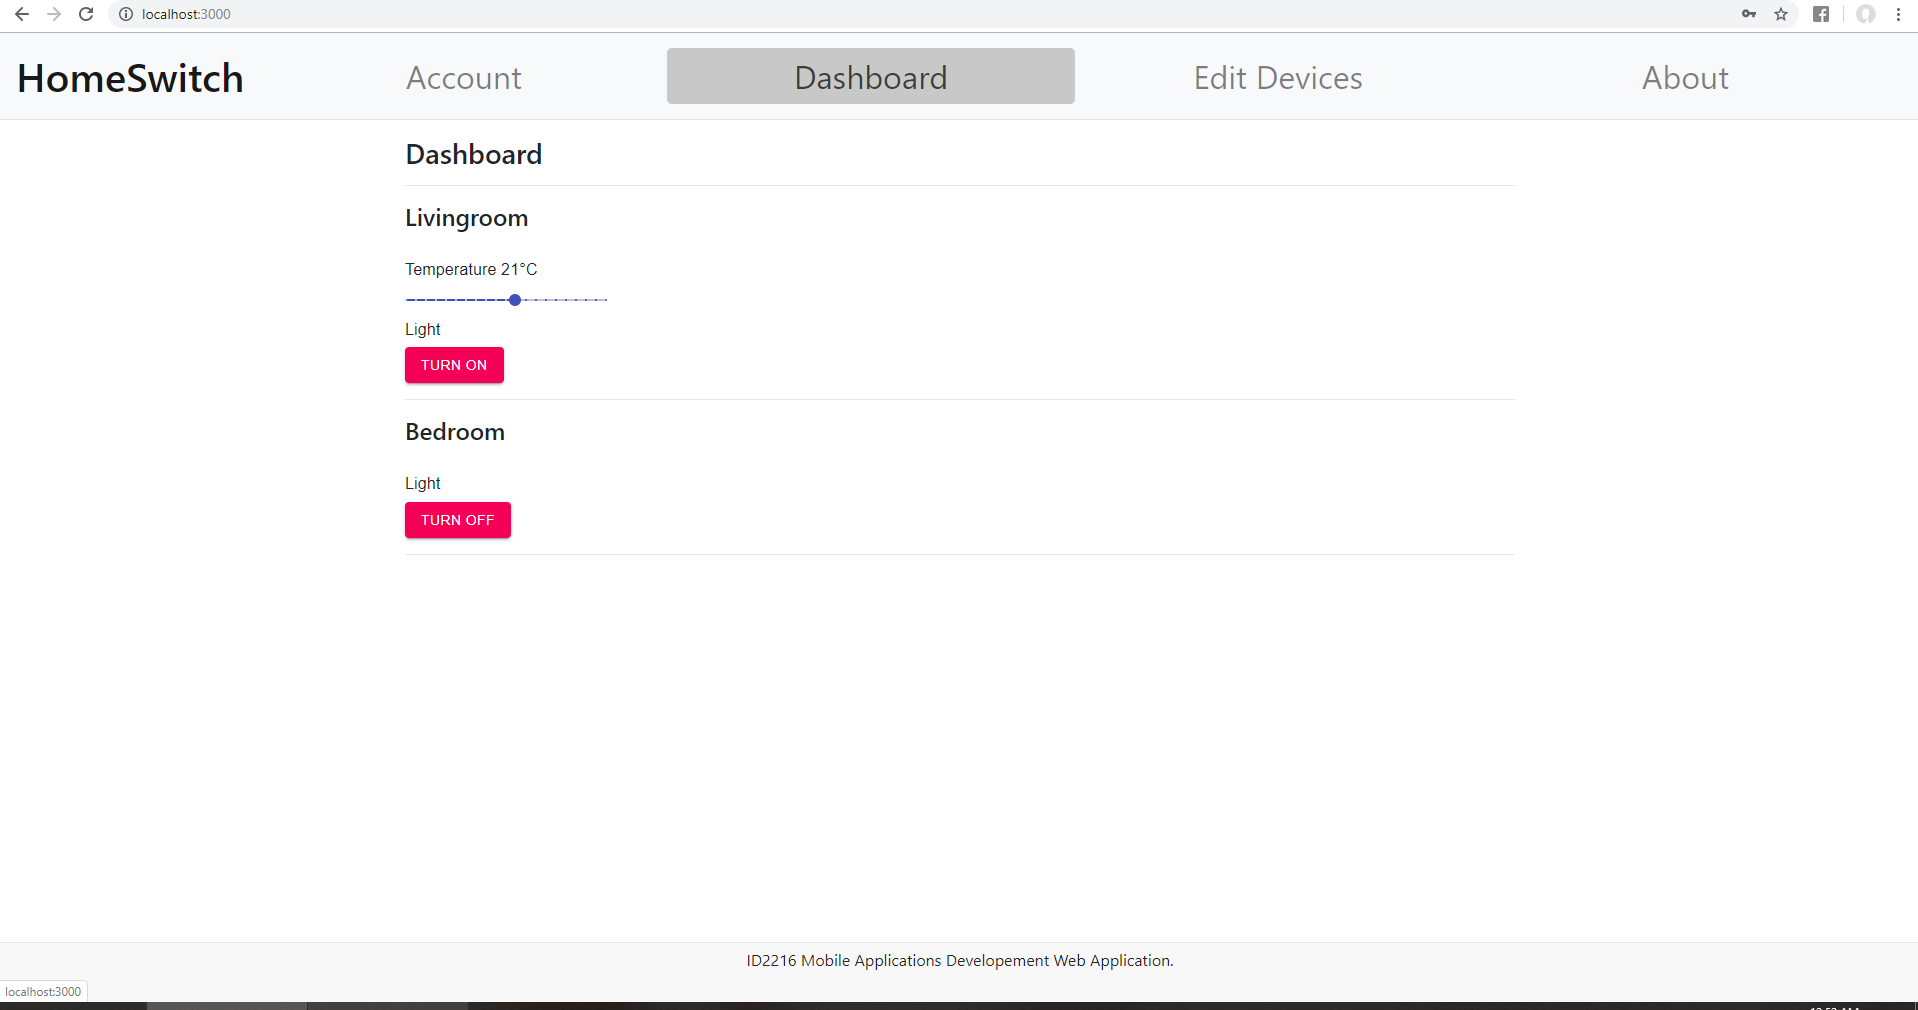 localhost:3000
HomeSwitch Account Dashboard Edit Devices About
Dashboard
Livingroom
Temperature 21°C
Light
TURN ON
Bedroom
Light
TURN OFF
ID2216 Mobile Applications Developement Web Application.
localhost:3000